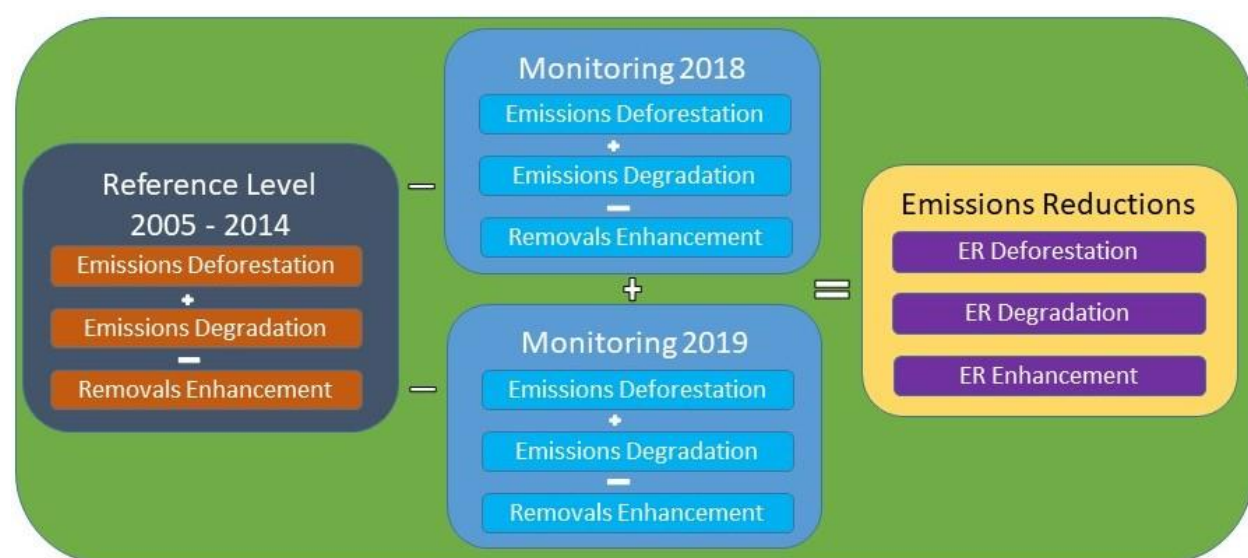 Reference Level
2005 - 2014
Emissions Deforestation
+
Emissions Degradation
−
Removals Enhancement
−
−
Monitoring 2018
Emissions Deforestation
+
Emissions Degradation
−
Removals Enhancement
+
Monitoring 2019
Emissions Deforestation
+
Emissions Degradation
−
Removals Enhancement
=
Emissions Reductions
ER Deforestation
ER Degradation
ER Enhancement